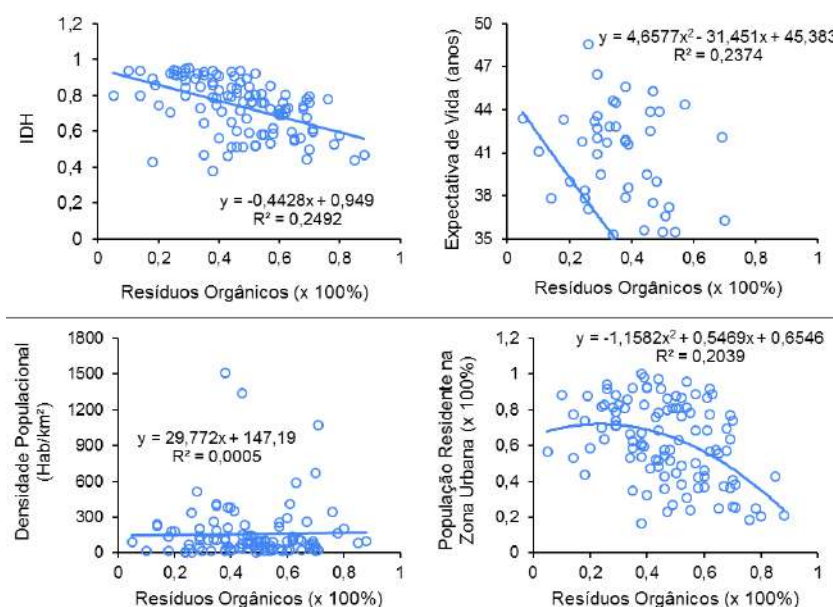 1,2
1
0,8
0,6
0,4
0,2
0
IDH
y = -0,4428x + 0,949
R² = 0,2492
0 0,2 0,4 0,6 0,8 1
Resíduos Orgânicos (x 100%)
50
47
44
41
38
35
Expectativa de Vida (anos)
y = 4,6577x² - 31,451x + 45,383
R² = 0,2374
0 0,2 0,4 0,6 0,8 1
Resíduos Orgânicos (x 100%)
1800
1500
1200
900
600
300
0
Densidade Populacional
(Hab/km²)
y = 29,772x + 147,19
R² = 0,0005
0 0,2 0,4 0,6 0,8 1
Resíduos Orgânicos (x 100%)
1,2
1
0,8
0,6
0,4
0,2
0
População Residente na
Zona Urbana (x 100%)
y = -1,1582x² + 0,5469x + 0,6546
R² = 0,2039
0 0,2 0,4 0,6 0,8 1
Resíduos Orgânicos (x 100%)